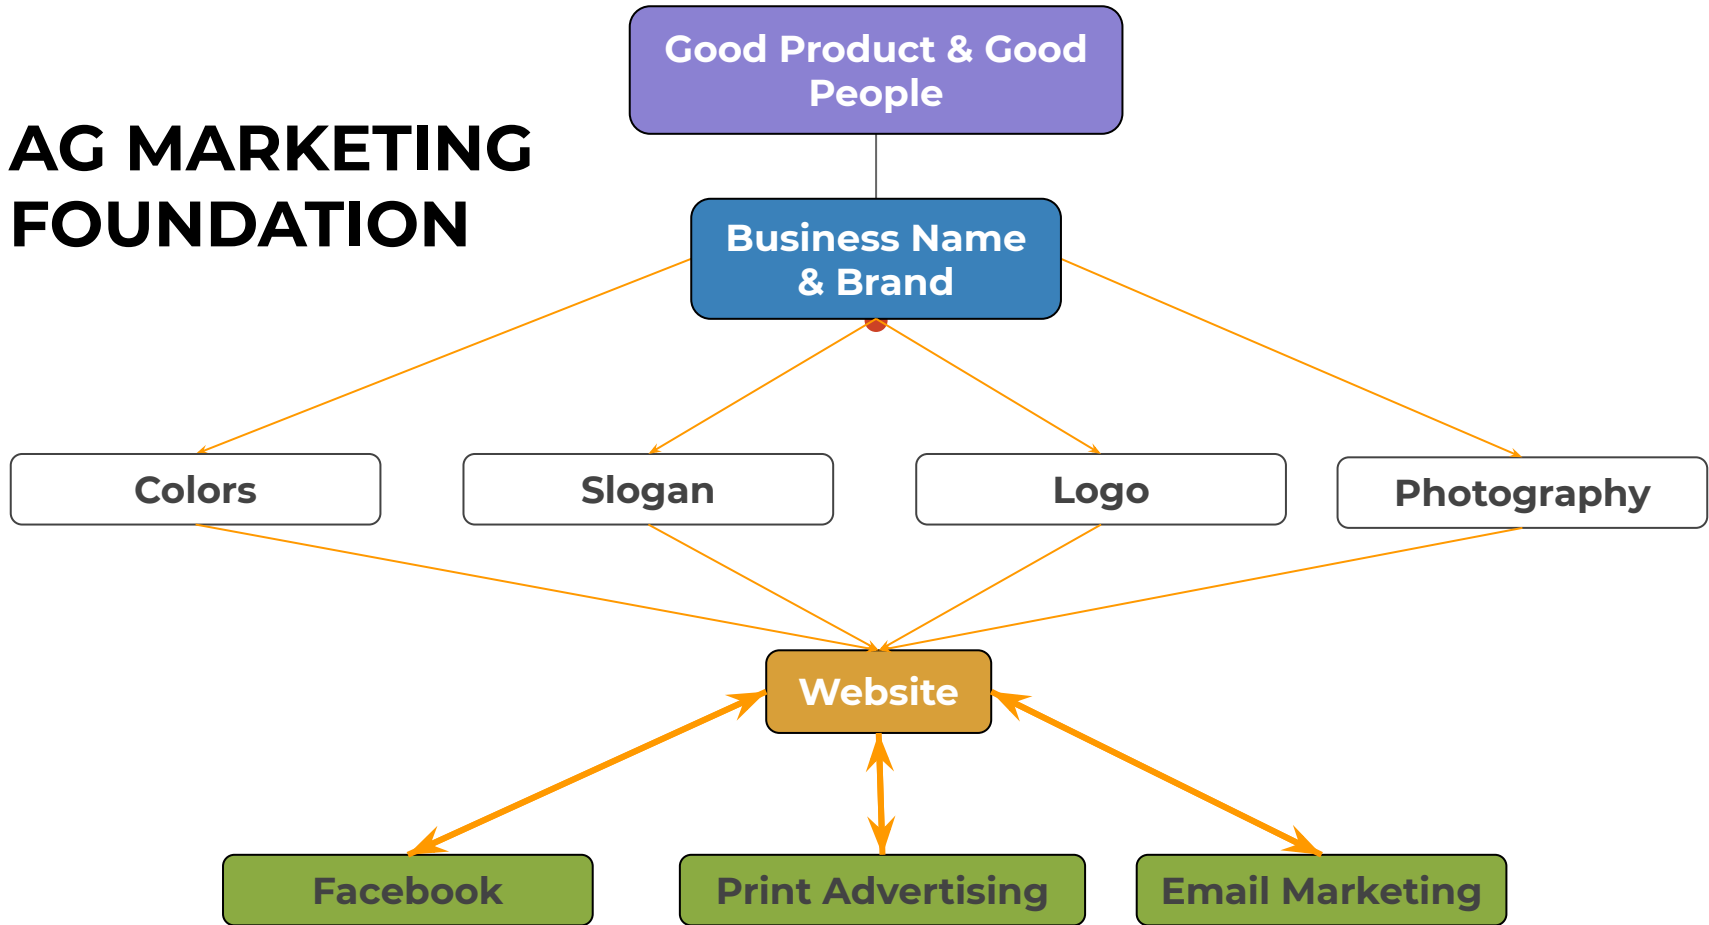 Good Product & Good
People
AG MARKETING
FOUNDATION
Business Name
& Brand
Colors
Slogan
Logo
Photography
Website
Facebook
Print Advertising
Email Marketing